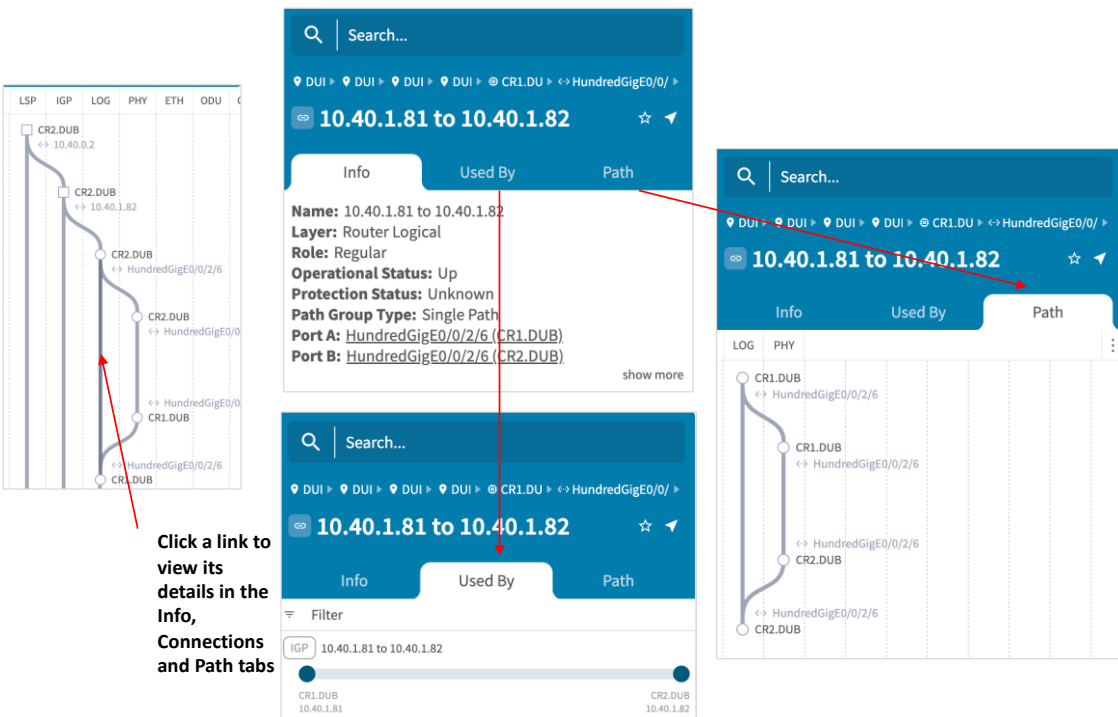 LSP IGP LOG PHY ETH ODU
CR2.DUB
<-> 10.40.0.2
CR2.DUB
<-> 10.40.1.82
CR2.DUB
<-> HundredGigE0/0/2/6
CR2.DUB
<-> HundredGigE0/0
<-> HundredGigE0/0
CR1.DUB
<-> HundredGigE0/0/2/6
CR1.DUB
Click a link to
view its
details in the
Info,
Connections
and Path tabs
Search...
DUI DUI DUI DUI CR1.DU <-> HundredGigE0/0/
10.40.1.81 to 10.40.1.82
Info Used By Path
Name: 10.40.1.81 to 10.40.1.82
Layer: Router Logical
Role: Regular
Operational Status: Up
Protection Status: Unknown
Path Group Type: Single Path
Port A: HundredGigE0/0/2/6 (CR1.DUB)
Port B: HundredGigE0/0/2/6 (CR2.DUB)
show more
Search...
DUI DUI DUI DUI CR1.DU <-> HundredGigE0/0/
10.40.1.81 to 10.40.1.82
Info Used By Path
Filter
IGP 10.40.1.81 to 10.40.1.82
CR1.DUB CR2.DUB
10.40.1.81 10.40.1.82
Search...
DUI DUI DUI DUI CR1.DU <-> HundredGigE0/0/
10.40.1.81 to 10.40.1.82
Info Used By Path
LOG PHY
CR1.DUB
<-> HundredGigE0/0/2/6
CR1.DUB
<-> HundredGigE0/0/2/6
<-> HundredGigE0/0/2/6
CR2.DUB
<-> HundredGigE0/0/2/6
CR2.DUB